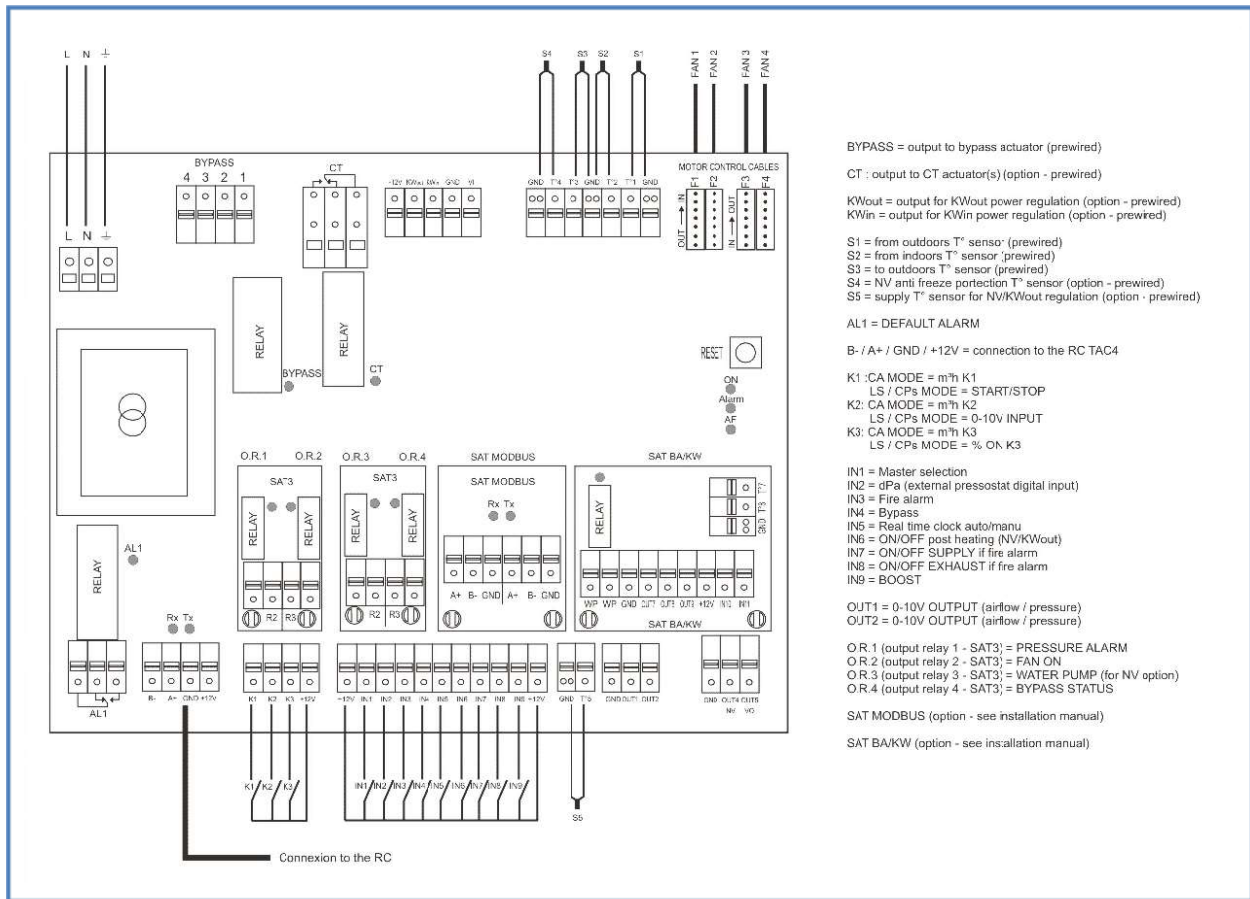 L N ⏚
S4 S3 S2 S1
FAN 1 FAN 2 FAN 3 FAN 4
BYPASS
4 3 2 1
CT
+12V KWout KWin GND VI
GND T°4 T°3 GND T°2 T°1 GND
MOTOR CONTROL CABLES
F1 F2 F3 F4
OUT → IN
IN → OUT
L N ⏚
RELAY
BYPASS
RELAY
CT
RESET
ON
Alarm
AF
O.R.1 O.R.2
SAT3
RELAY RELAY
R2 R3
O.R.3 O.R.4
SAT3
RELAY RELAY
R2 R3
SAT MODBUS
SAT MODBUS
Rx Tx
A+ B- GND A+ B- GND
SAT BA/KW
RELAY
T°7
T°8
GND
WP WP GND OUT7 OUT8 OUT9 +12V IN10 IN11
SAT BA/KW
RELAY
AL1
AL1
Rx Tx
B- A+ GND +12V
K1 K2 K3 +12V
+12V IN1 IN2 IN3 IN4 IN5 IN6 IN7 IN8 IN9 +12V
GND T°5
GND OUT1 OUT2
GND OUT4 OUT5
NV VO
K1 K2 K3
IN1 IN2 IN3 IN4 IN5 IN6 IN7 IN8 IN9
S5
Connexion to the RC
BYPASS = output to bypass actuator (prewired)
CT : output to CT actuator(s) (option - prewired)
KWout = output for KWout power regulation (option - prewired)
KWin = output for KWin power regulation (option - prewired)
S1 = from outdoors T° sensor (prewired)
S2 = from indoors T° sensor (prewired)
S3 = to outdoors T° sensor (prewired)
S4 = NV anti freeze portection T° sensor (option - prewired)
S5 = supply T° sensor for NV/KWout regulation (option - prewired)
AL1 = DEFAULT ALARM
B- / A+ / GND / +12V = connection to the RC TAC4
K1 :CA MODE = m³h K1
LS / CPs MODE = START/STOP
K2: CA MODE = m³h K2
LS / CPs MODE = 0-10V INPUT
K3: CA MODE = m³h K3
LS / CPs MODE = % ON K3
IN1 = Master selection
IN2 = dPa (external pressostat digital input)
IN3 = Fire alarm
IN4 = Bypass
IN5 = Real time clock auto/manu
IN6 = ON/OFF post heating (NV/KWout)
IN7 = ON/OFF SUPPLY if fire alarm
IN8 = ON/OFF EXHAUST if fire alarm
IN9 = BOOST
OUT1 = 0-10V OUTPUT (airflow / pressure)
OUT2 = 0-10V OUTPUT (airflow / pressure)
O.R.1 (output relay 1 - SAT3) = PRESSURE ALARM
O.R.2 (output relay 2 - SAT3) = FAN ON
O.R.3 (output relay 3 - SAT3) = WATER PUMP (for NV option)
O.R.4 (output relay 4 - SAT3) = BYPASS STATUS
SAT MODBUS (option - see installation manual)
SAT BA/KW (option - see installation manual)